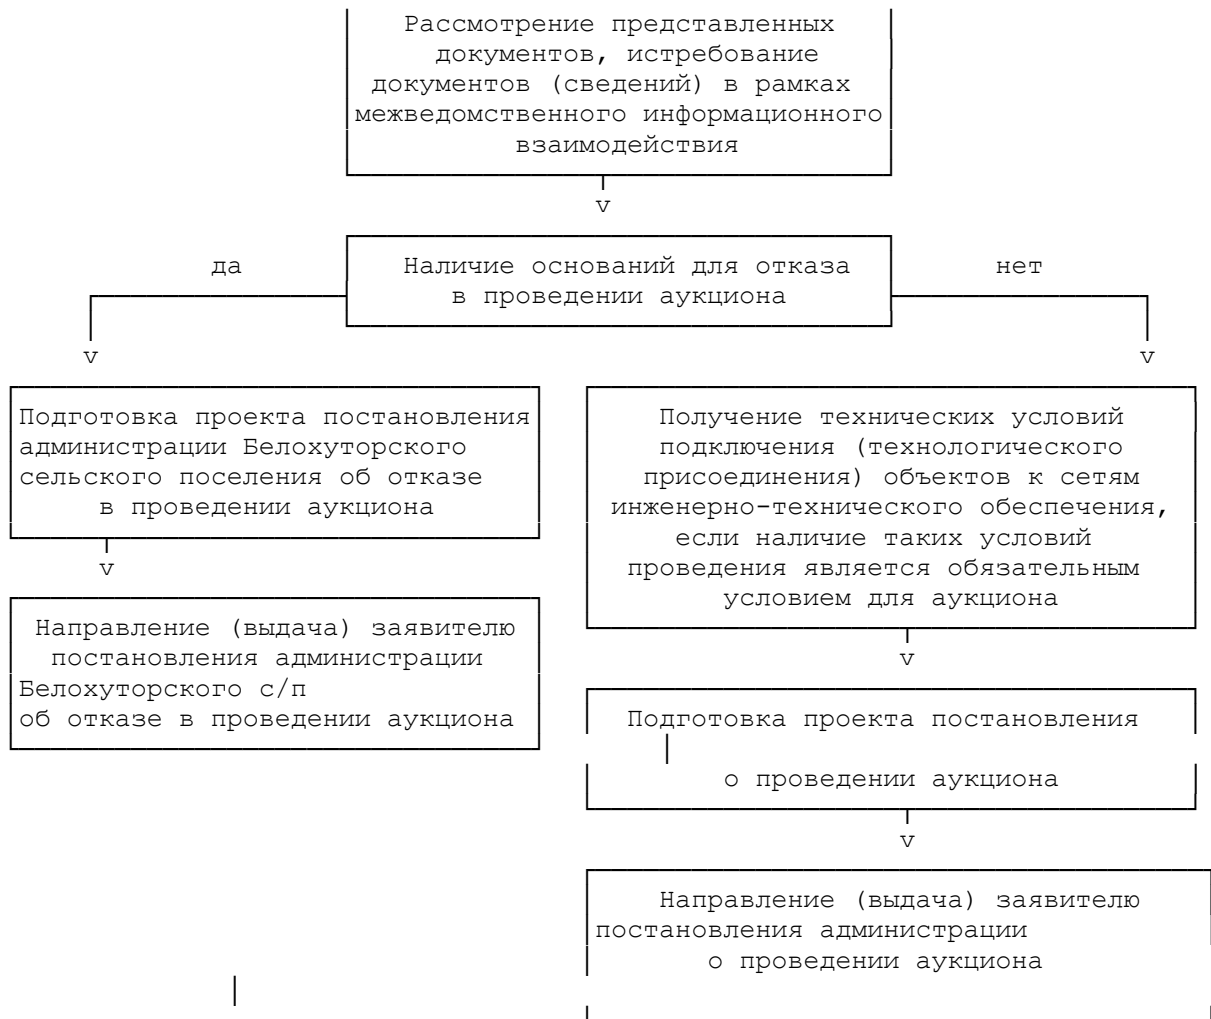 Рассмотрение представленных
документов, истребование
документов (сведений) в рамках
межведомственного информационного
взаимодействия
v
да
Наличие оснований для отказа
нет
в проведении аукциона
v
v
Подготовка проекта постановления
администрации Белохуторского
сельского поселения об отказе
в проведении аукциона
v
Направление (выдача) заявителю
постановления администрации
Белохуторского с/п
об отказе в проведении аукциона
Получение технических условий
подключения (технологического
присоединения) объектов к сетям
инженерно-технического обеспечения,
если наличие таких условий
проведения является обязательным
условием для аукциона
v
Подготовка проекта постановления
о проведении аукциона
v
Направление (выдача) заявителю
постановления администрации
о проведении аукциона